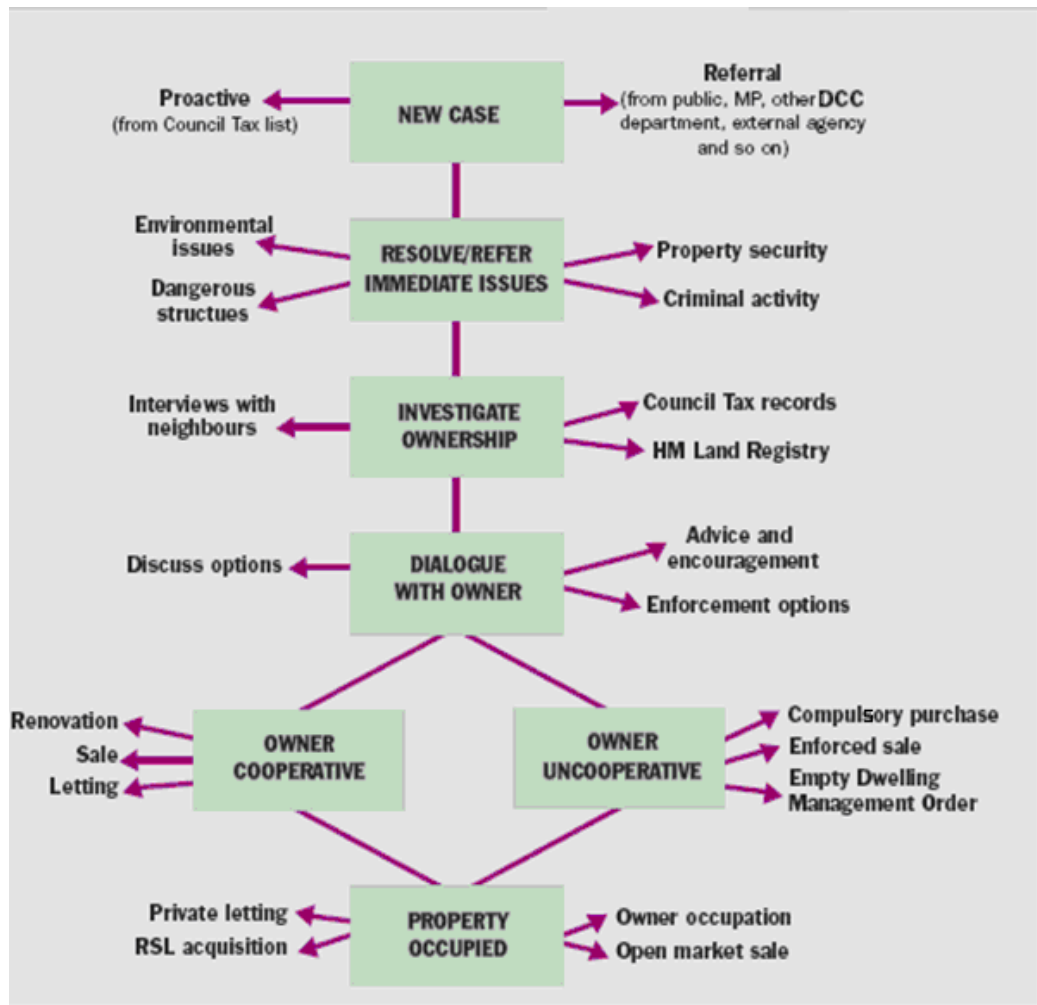 Proactive
(from Council Tax list)
NEW CASE
Referral
(from public, MP, other DCC
department, external agency
and so on)
Environmental
issues
Dangerous
structues
RESOLVE/REFER
IMMEDIATE ISSUES
Property security
Criminal activity
Interviews with
neighbours
INVESTIGATE
OWNERSHIP
Council Tax records
HM Land Registry
Discuss options
DIALOGUE
WITH OWNER
Advice and
encouragement
Enforcement options
Renovation
Sale
Letting
OWNER
COOPERATIVE
OWNER
UNCOOPERATIVE
Compulsory purchase
Enforced sale
Empty Dwelling
Management Order
Private letting
RSL acquisition
PROPERTY
OCCUPIED
Owner occupation
Open market sale